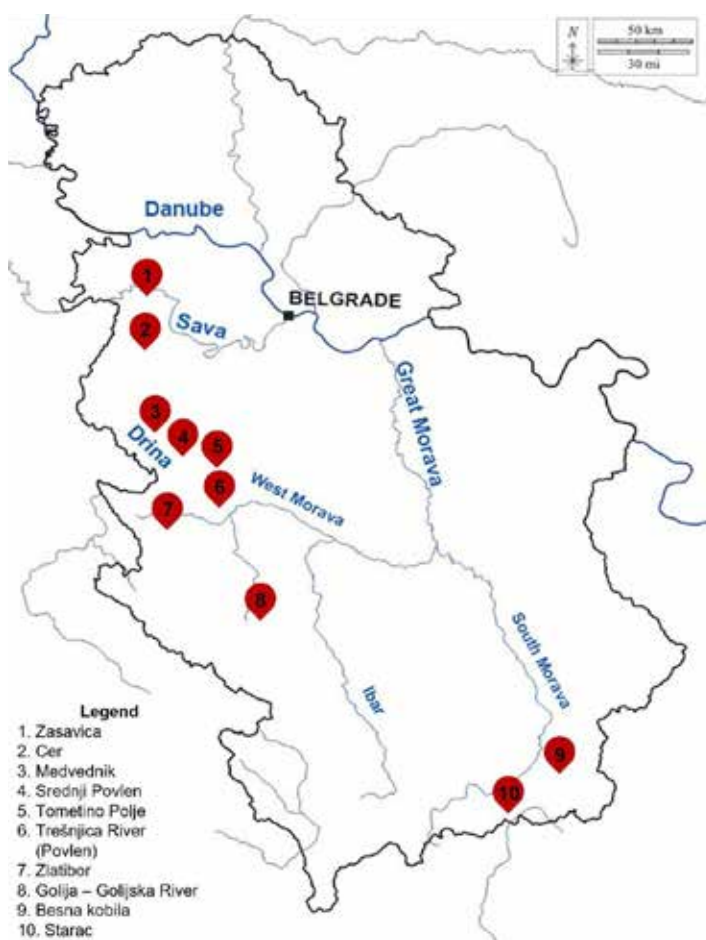 N
50 km
30 mi
Danube
1
BELGRADE
2
Sava
Great Morava
3
Drina
4
5
6
West Morava
7
8
South Morava
Ibar
9
10
Legend
1. Zasavica
2. Cer
3. Medvednik
4. Srednji Povlen
5. Tometino Polje
6. Trešnjica River
(Povlen)
7. Zlatibor
8. Golija – Golijska River
9. Besna kobila
10. Starac